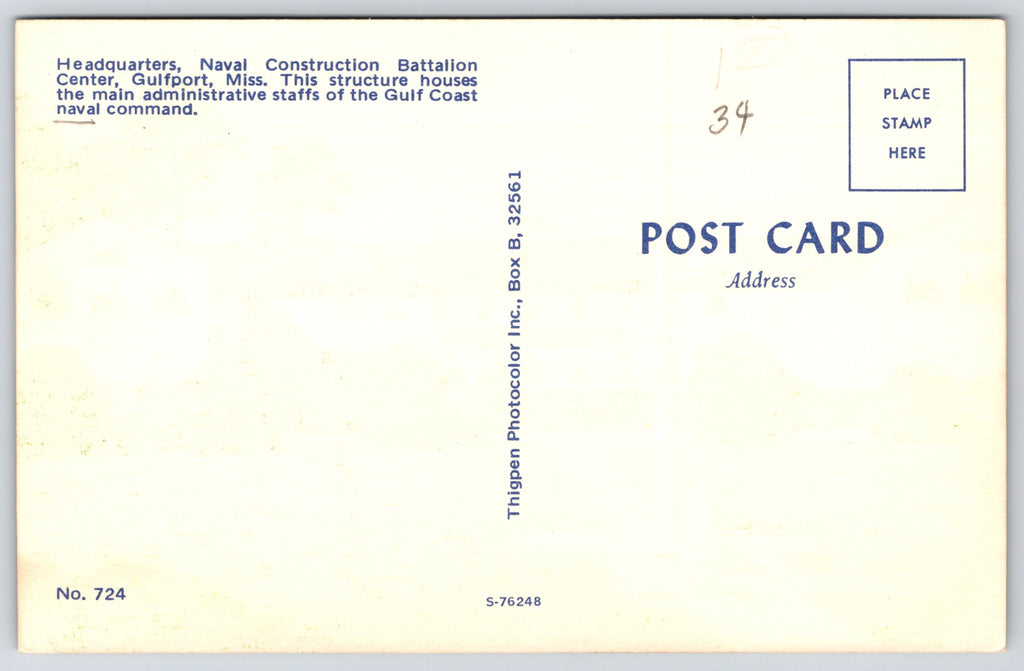 Headquarters, Naval Construction Battalion
Center, Gulfport, Miss. This structure houses
the main administrative staffs of the Gulf Coast
naval command.
34
PLACE
STAMP
HERE
POST CARD
Address
Thigpen Photocolor Inc., Box B, 32561
No. 724
S-76248